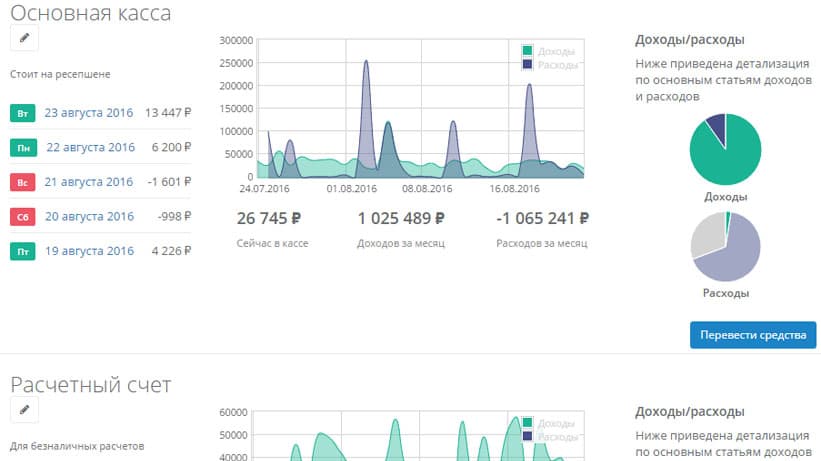 Основная касса
Стоит на ресепшене
Вт 23 августа 2016 13 447 ₽
Пн 22 августа 2016 6 200 ₽
Вс 21 августа 2016 -1 601 ₽
Сб 20 августа 2016 -998 ₽
Пт 19 августа 2016 4 226 ₽
300000
250000
200000
150000
100000
50000
0
24.07.2016 01.08.2016 08.08.2016 16.08.2016
Доходы
Расходы
26 745 ₽ 1 025 489 ₽ -1 065 241 ₽
Сейчас в кассе Доходов за месяц Расходов за месяц
Доходы/расходы
Ниже приведена детализация
по основным статьям доходов
и расходов
Доходы
Расходы
Перевести средства
Расчетный счет
Для безналичных расчетов
60000
50000
40000
Доходы
Расходы
Доходы/расходы
Ниже приведена детализация
по основным статьям доходов